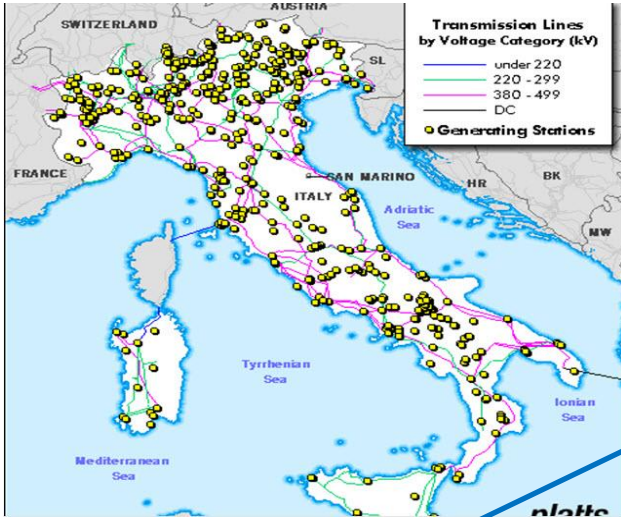 AUSTRIA
SWITZERLAND
Transmission Lines
by Voltage Category (kV)
under 220
220 - 299
380 - 499
DC
Generating Stations
SL
FRANCE
SAN MARINO
ITALY
HR
BK
Adriatic
Sea
MW
Tyrrhenian
Sea
Ionian
Sea
Mediterranean
Sea
platts